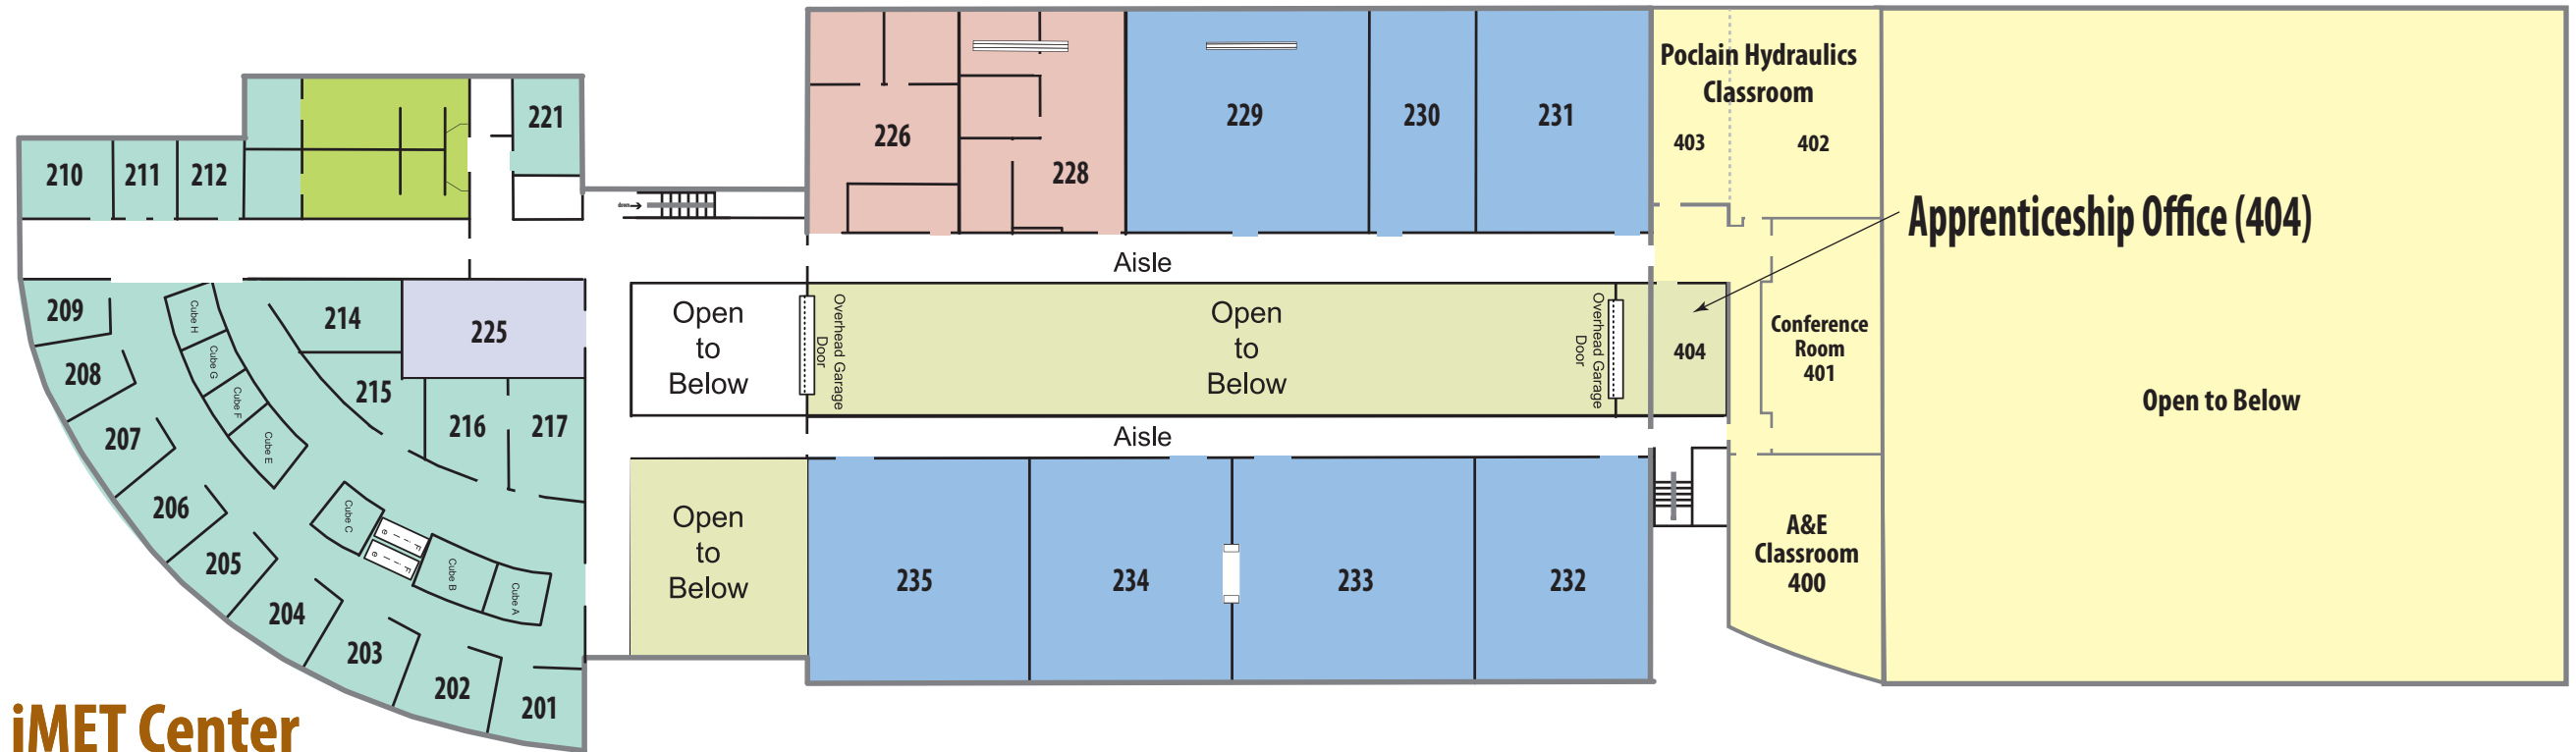 Poclain Hydraulics
Classroom
403
402
221
226
228
229
230
231
210
211
212
down
Apprenticeship Office (404)
Aisle
209
208
207
206
205
204
203
202
201
Cube H
Cube G
Cube F
Cube E
214
215
225
216
217
Cube C
File
File
Cube B
Cube A
Open
to
Below
Overhead Garage
Door
Open
to
Below
Overhead Garage
Door
404
Conference
Room
401
Open to Below
Aisle
Open
to
Below
235
234
233
232
A&E
Classroom
400
iMET Center